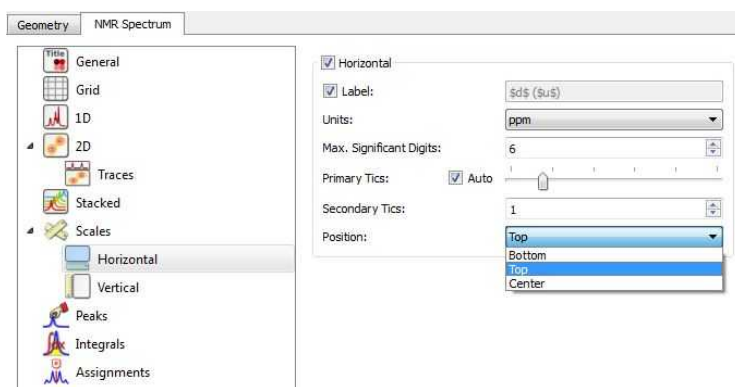 Geometry
NMR Spectrum
Title
General
Grid
1D
2D
Traces
Stacked
Scales
Horizontal
Vertical
Peaks
Integrals
Assignments
Horizontal
Label: $d$ ($u$)
Units: ppm
Max. Significant Digits: 6
Primary Tics: Auto
Secondary Tics: 1
Position: Top
Bottom
Top
Center